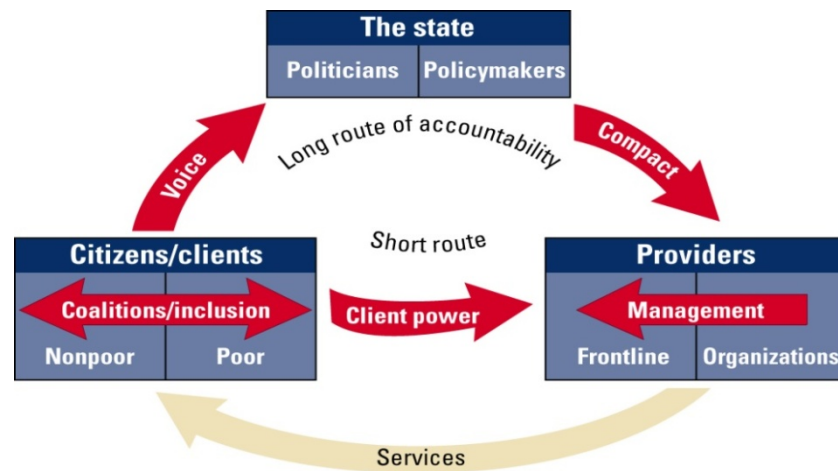 The state
Politicians Policymakers
Long route of accountability
Voice
Compact
Short route
Citizens/clients
Coalitions/inclusion
Nonpoor Poor
Client power
Providers
Management
Frontline Organizations
Services